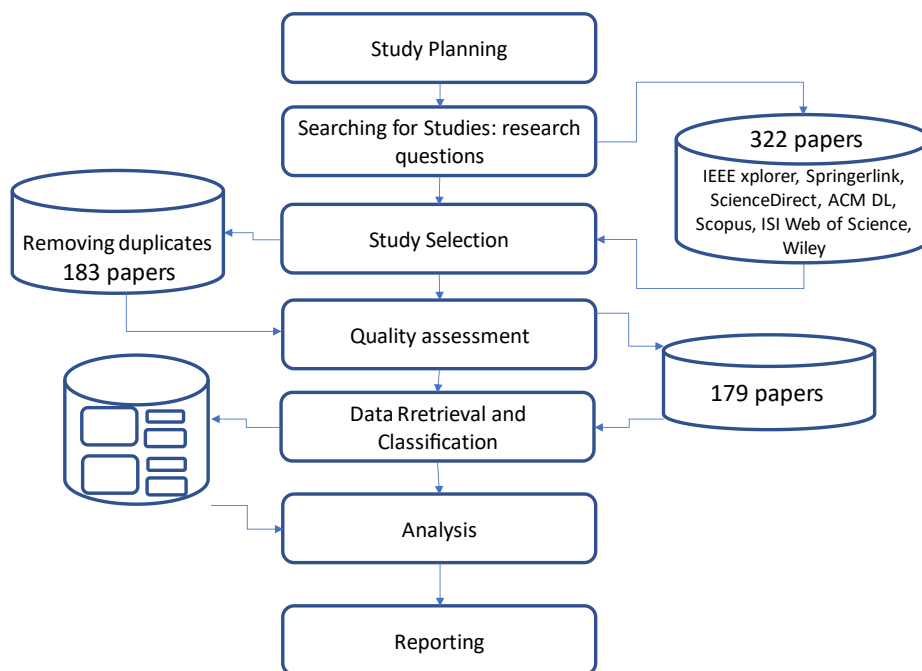 Study Planning
Searching for Studies: research
questions
322 papers
IEEE xplorer, Springerlink,
ScienceDirect, ACM DL,
Scopus, ISI Web of Science,
Wiley
Study Selection
Removing duplicates
183 papers
Quality assessment
179 papers
Data Rretrieval and
Classification
Analysis
Reporting